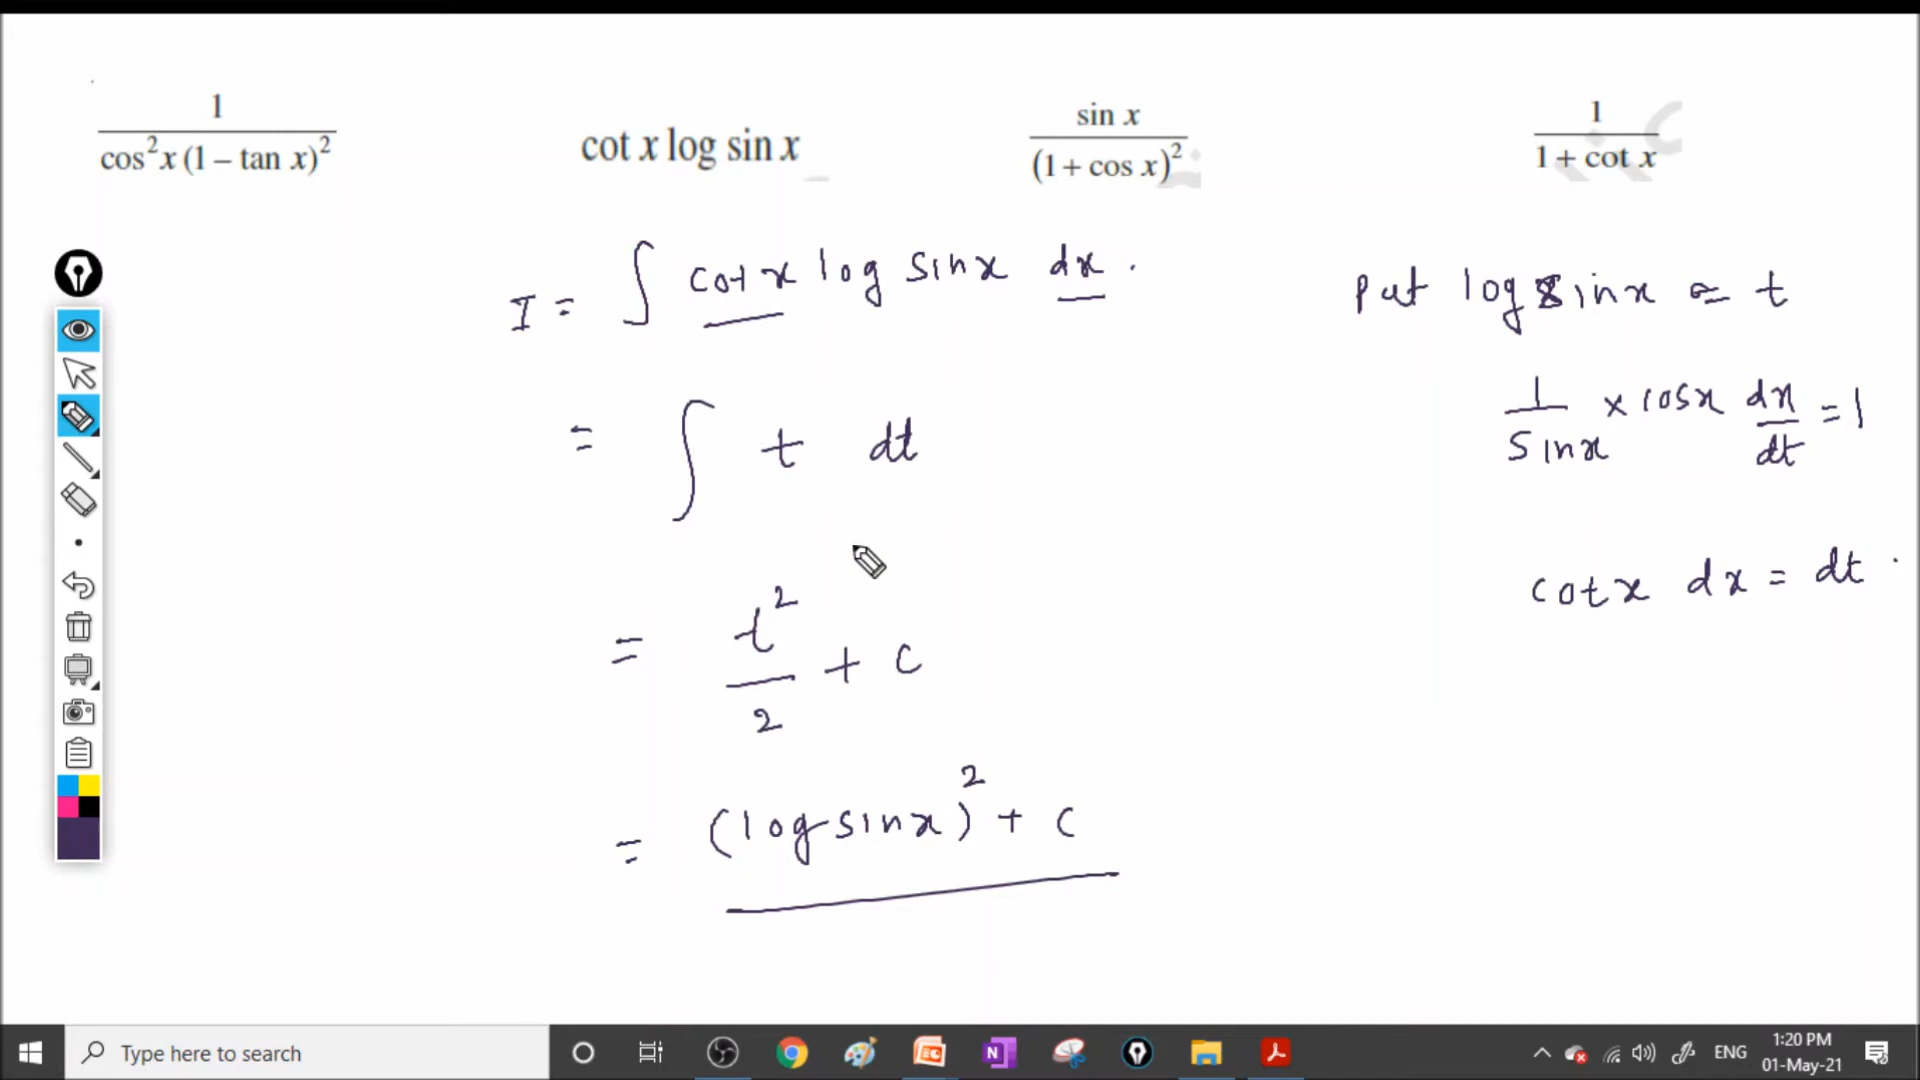 1 / cos²x (1 – tan x)²
cot x log sin x
sin x / (1 + cos x)²
1 / 1 + cot x
I = ∫ cot x log sin x dx .
Put log sin x = t
= ∫ t dt
1 / sin x × cos x dx / dt = 1
cot x dx = dt .
= t² / 2 + c
= (log sin x)² + c
Type here to search
ENG
1:20 PM
01-May-21